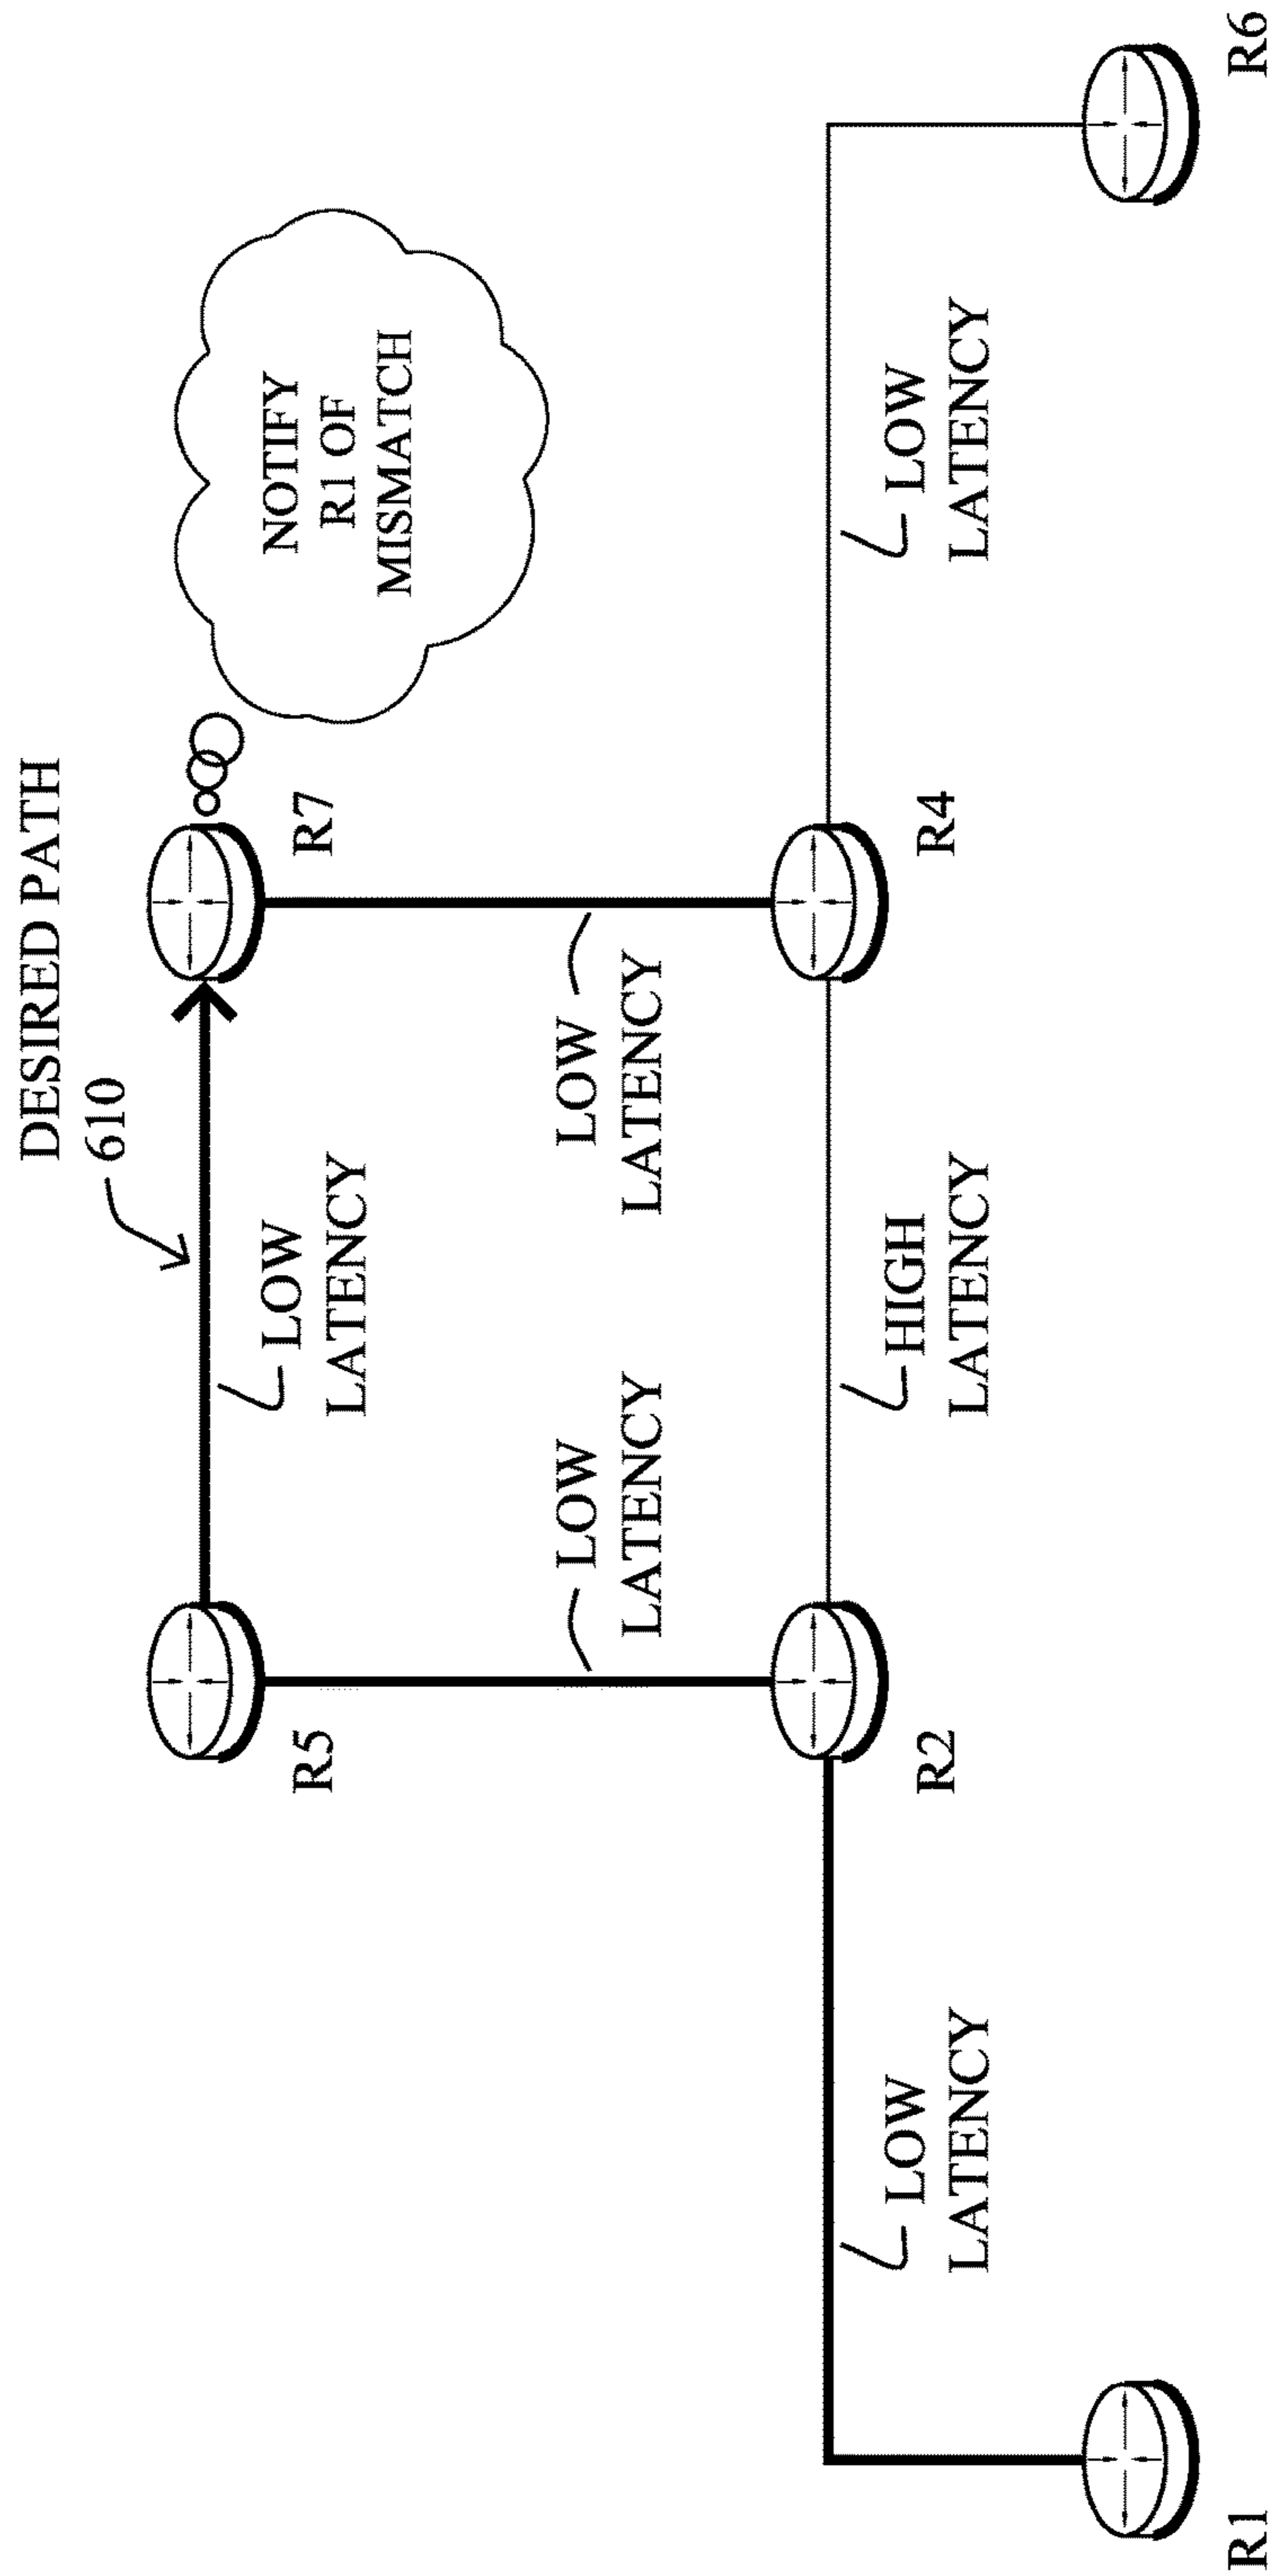 DESIRED PATH
610
NOTIFY
R1 OF
MISMATCH
R5
LOW
LATENCY
R7
LOW
LATENCY
LOW
LATENCY
R1
LOW
LATENCY
R2
HIGH
LATENCY
R4
LOW
LATENCY
R6